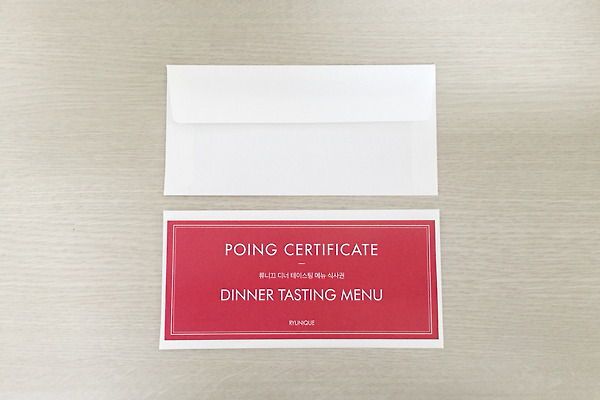 POING CERTIFICATE
류니끄 디너 테이스팅 메뉴 식사권
DINNER TASTING MENU
RYUNIQUE